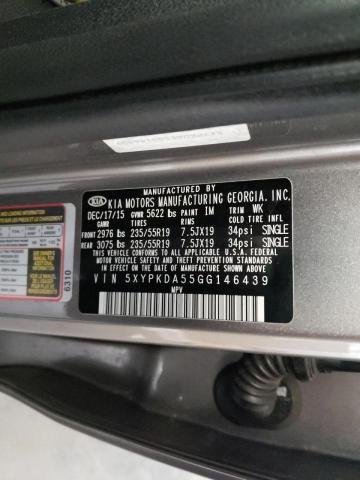 KIA KIA MOTORS MANUFACTURING GEORGIA, INC.
DEC/17/15 GVWR 5622 lbs PAINT IM TRIM WK
GAWR TIRES RIMS COLD TIRE INFL
FRONT 2976 lbs 235/55R19 7.5JX19 34psi SINGLE
REAR 3075 lbs 235/55R19 7.5JX19 34psi SINGLE
THIS VEHICLE CONFORMS TO ALL APPLICABLE U.S.A. FEDERAL
MOTOR VEHICLE SAFETY, BUMPER, AND THEFT PREVENTION STANDARDS
IN EFFECT ON THE DATE OF MANUFACTURE SHOWN ABOVE.
VIN 5XYPKDA55GG146439
MPV
6310